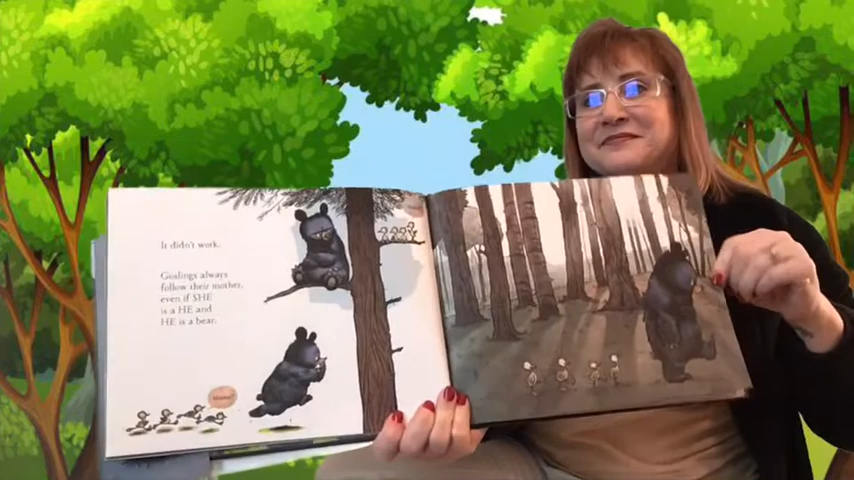 It didn't work.
Goslings always
follow their mother,
even if SHE
is a HE and
HE is a bear.